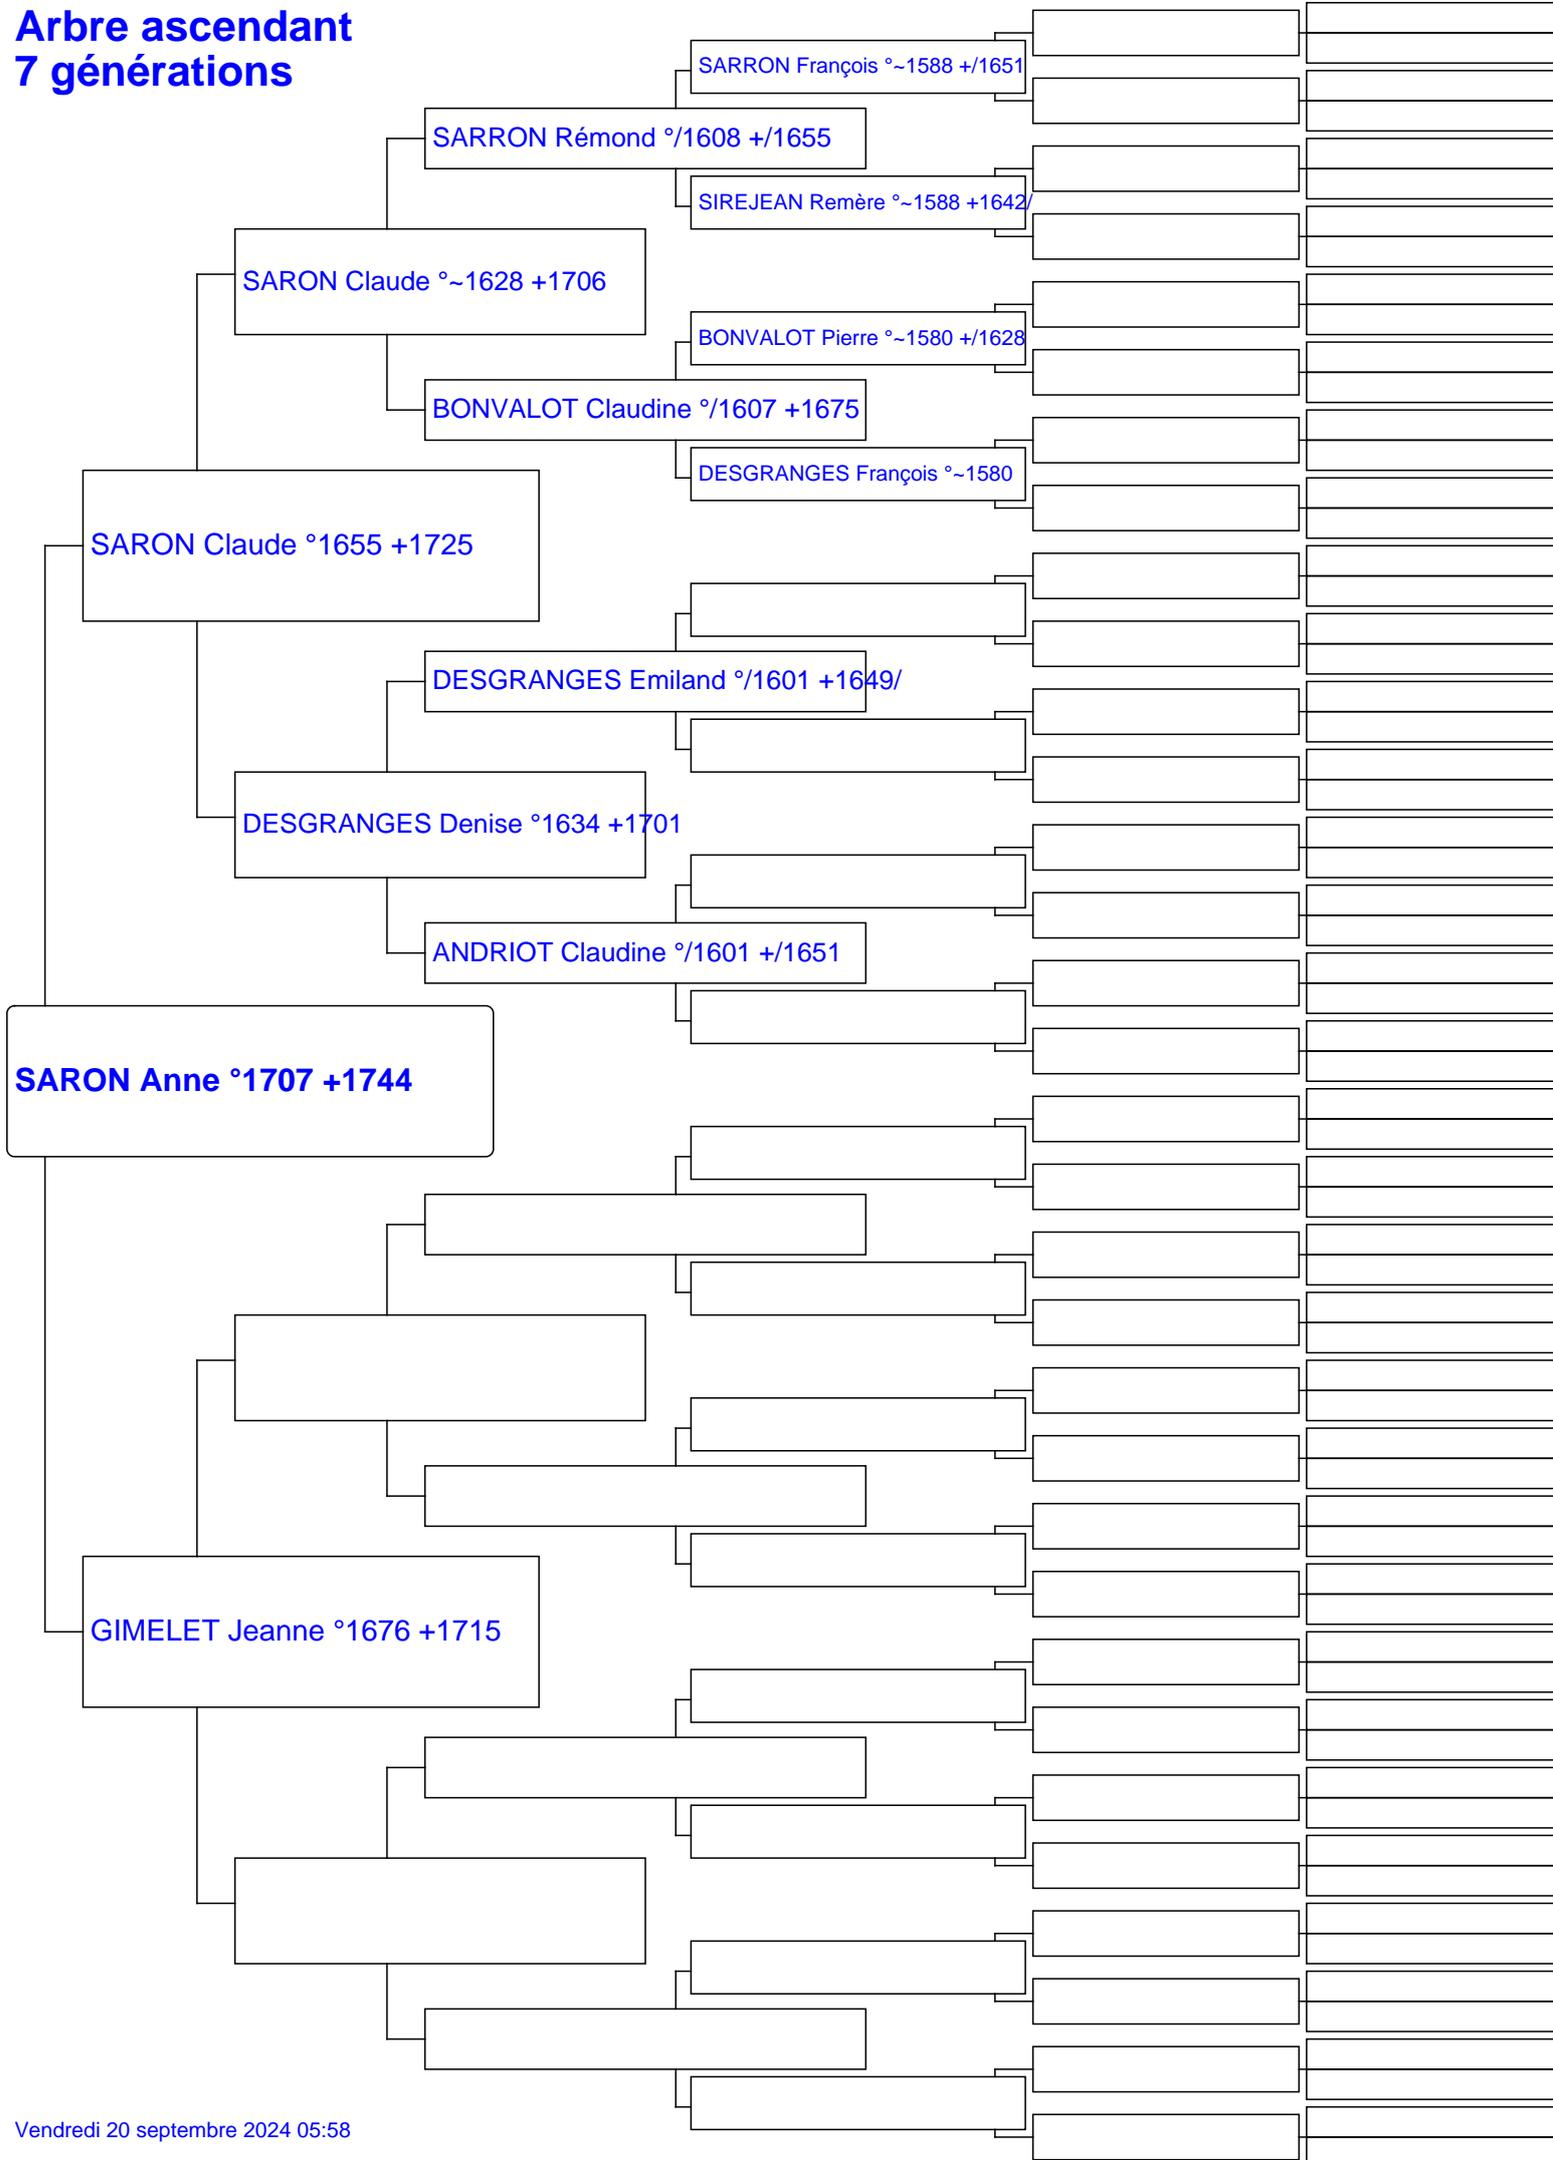 Arbre ascendant
7 générations
SARRON François °~1588 +/1651
SARRON Rémond °/1608 +/1655
SIREJEAN Remère °~1588 +1642/
SARON Claude °~1628 +1706
BONVALOT Pierre °~1580 +/1628
BONVALOT Claudine °/1607 +1675
DESGRANGES François °~1580
SARON Claude °1655 +1725
DESGRANGES Emiland °/1601 +1649/
DESGRANGES Denise °1634 +1701
ANDRIOT Claudine °/1601 +/1651
SARON Anne °1707 +1744
GIMELET Jeanne °1676 +1715
Vendredi 20 septembre 2024 05:58